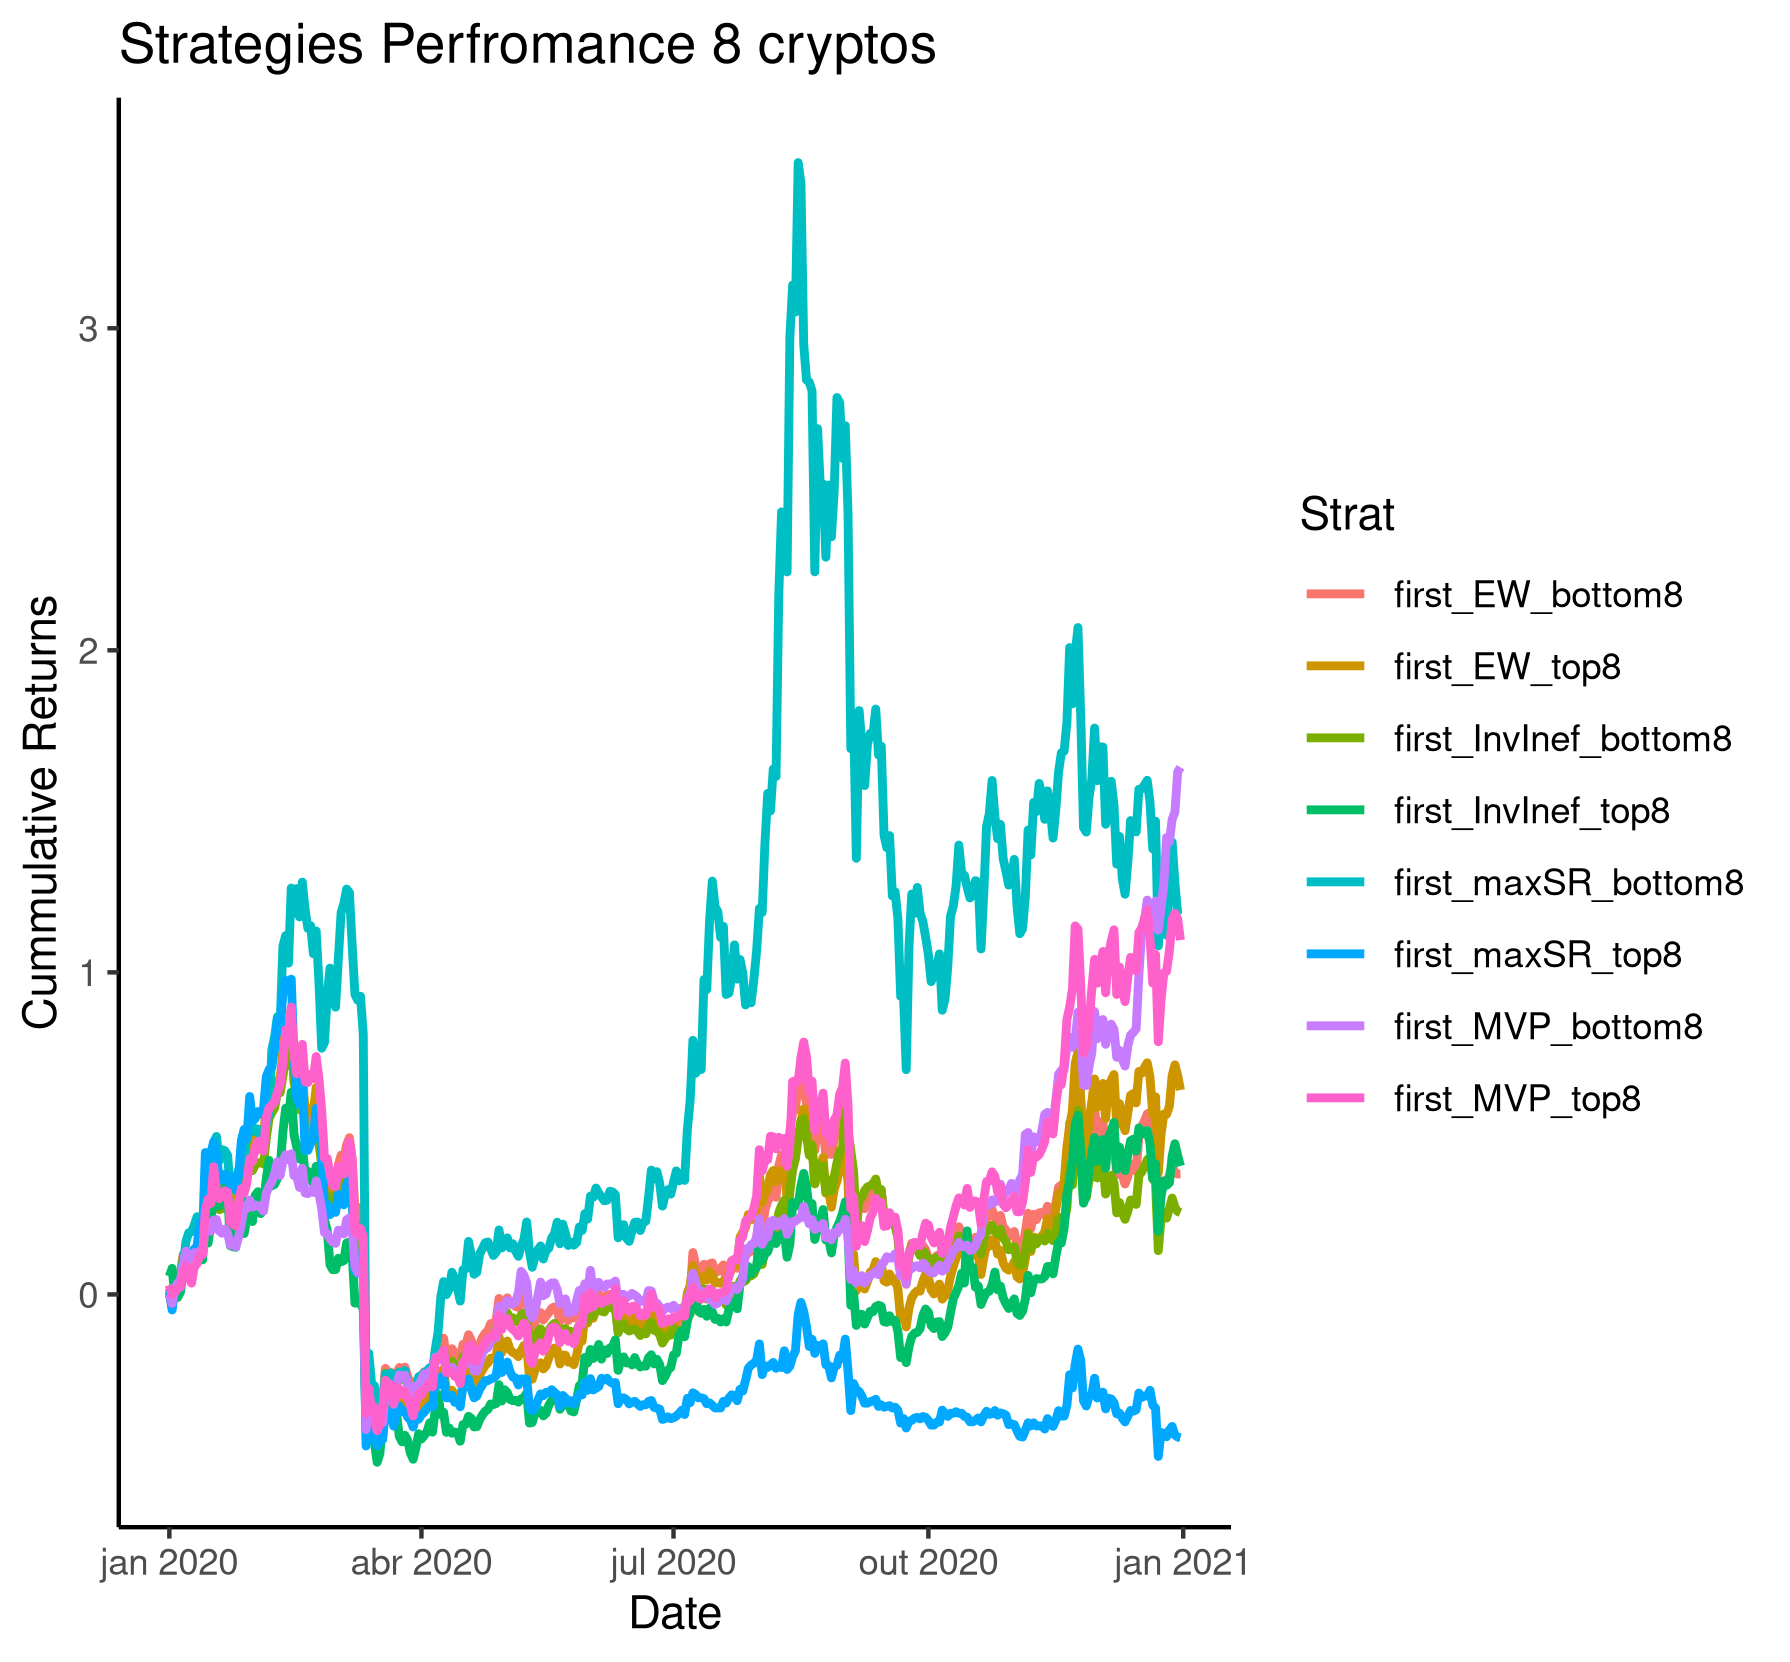 Strategies Perfromance 8 cryptos
Cummulative Returns
3
2
1
0
jan 2020
abr 2020
jul 2020
out 2020
jan 2021
Date
Strat
first_EW_bottom8
first_EW_top8
first_InvInef_bottom8
first_InvInef_top8
first_maxSR_bottom8
first_maxSR_top8
first_MVP_bottom8
first_MVP_top8